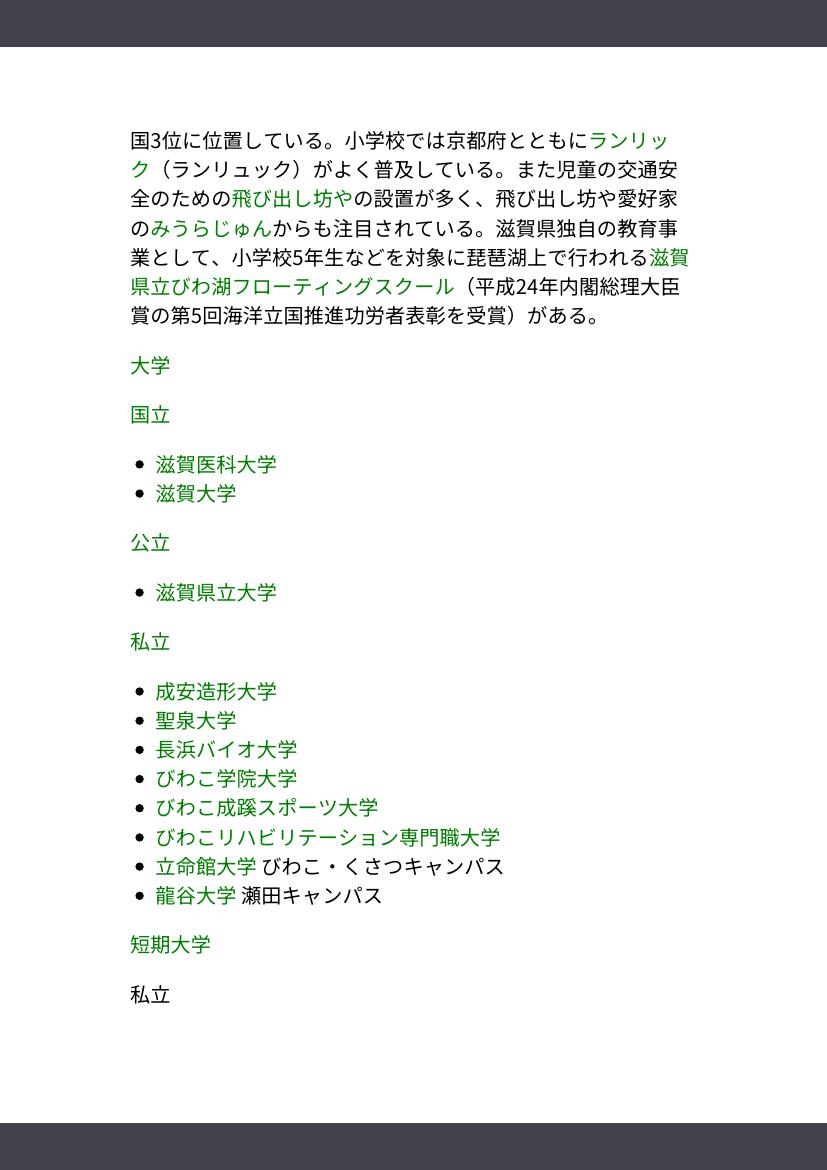 国3位に位置している。小学校では京都府とともにランリッ
ク（ランリュック）がよく普及している。また児童の交通安
全のための飛び出し坊やの設置が多く、飛び出し坊や愛好家
のみうらじゅんからも注目されている。滋賀県独自の教育事
業として、小学校5年生などを対象に琵琶湖上で行われる滋賀
県立びわ湖フローティングスクール（平成24年内閣総理大臣
賞の第5回海洋立国推進功労者表彰を受賞）がある。
大学
国立
• 滋賀医科大学
• 滋賀大学
公立
• 滋賀県立大学
私立
• 成安造形大学
• 聖泉大学
• 長浜バイオ大学
• びわこ学院大学
• びわこ成蹊スポーツ大学
• びわこリハビリテーション専門職大学
• 立命館大学 びわこ・くさつキャンパス
• 龍谷大学 瀬田キャンパス
短期大学
私立